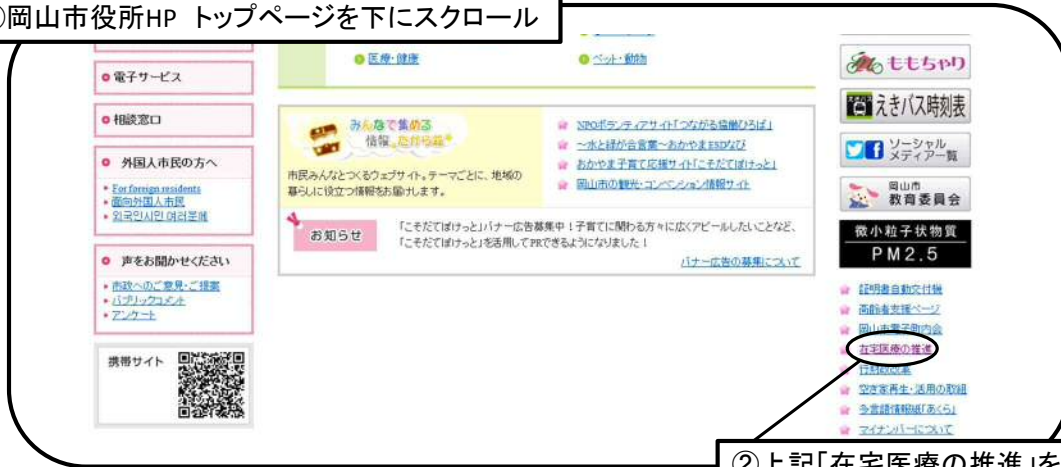 岡山市役所HP トップページを下にスクロール
電子サービス
相談窓口
外国人市民の方へ
For foreign residents
面向外国人市民
외국인시민 여러분께
声をお聞かせください
市政へのご意見・ご提案
パブリックコメント
アンケート
携帯サイト
医療・健康
ペット・動物
みんなで集める
情報たから箱
市民みんなとつくるウェブサイト。テーマごとに、地域の
暮らしに役立つ情報をお届けします。
NPOボランティアサイト「つながる協働ひろば」
～水と緑が合言葉～おかやまESDなび
おかやま子育て応援サイト「こそだてぽけっと」
岡山市の観光・コンベンション情報サイト
お知らせ
「こそだてぽけっと」バナー広告募集中！子育てに関わる方々に広くアピールしたいことなど、
「こそだてぽけっと」を活用してPRできるようになりました！
バナー広告の募集について
ももちゃり
えきバス時刻表
ソーシャル
メディア一覧
岡山市
教育委員会
微小粒子状物質
PM2.5
証明書自動交付機
高齢者支援ページ
岡山市電子町内会
在宅医療の推進
行財政改革
空き家再生・活用の取組
多言語情報紙「あくら」
マイナンバーについて
②上記「在宅医療の推進」を